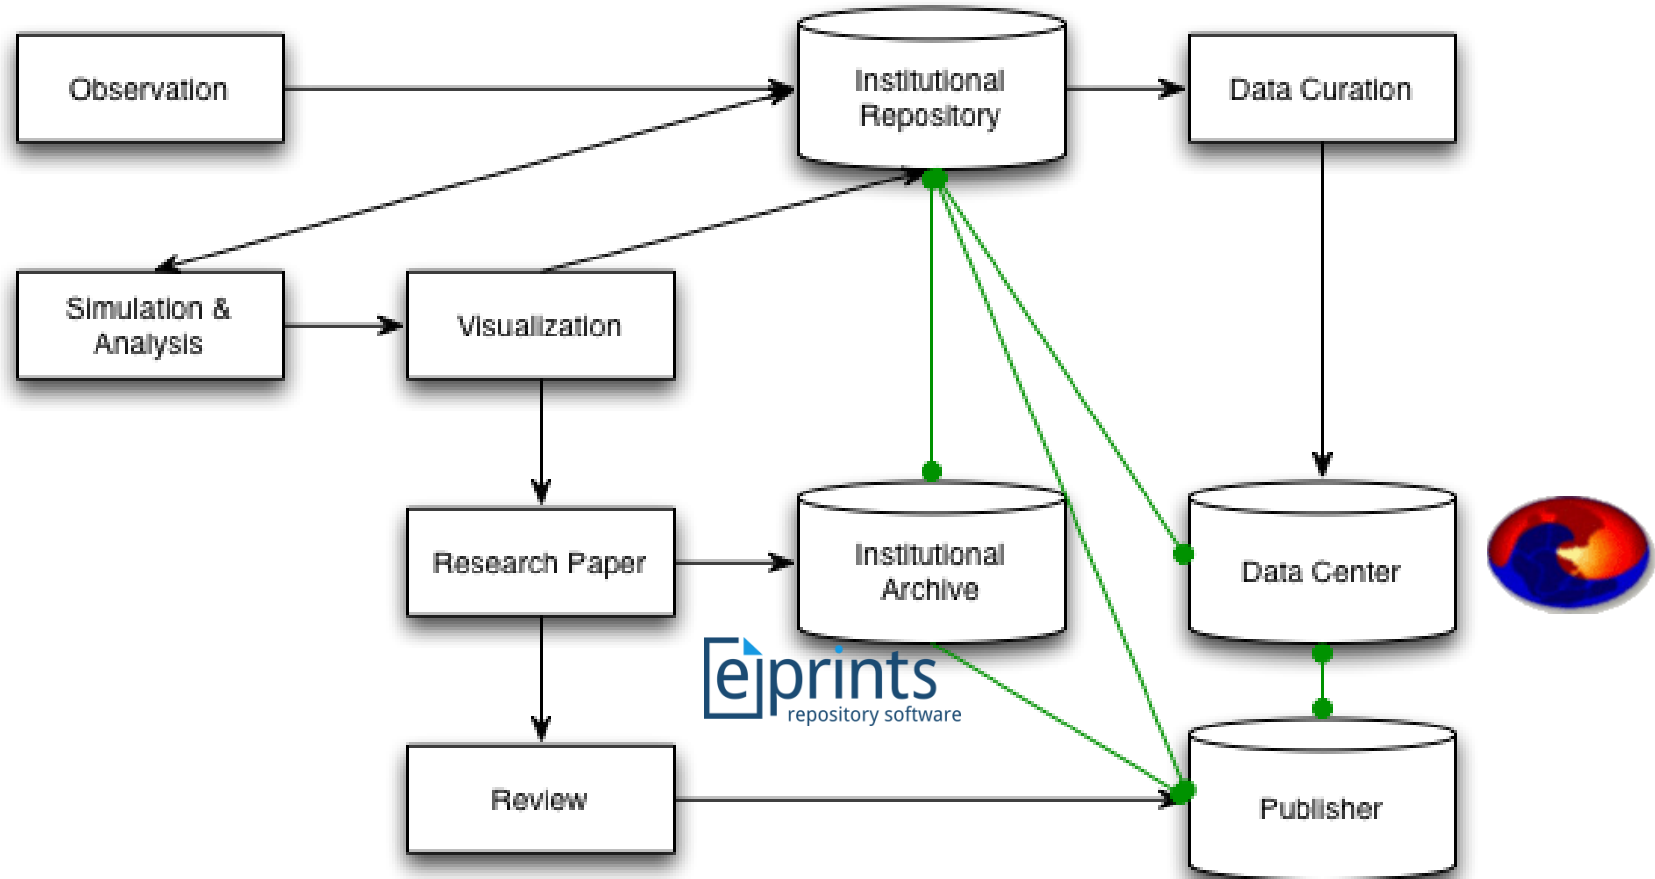 Observation
Institutional
Repository
Data Curation
Simulation &
Analysis
Visualization
Research Paper
Institutional
Archive
Data Center
eprints
repository software
Review
Publisher